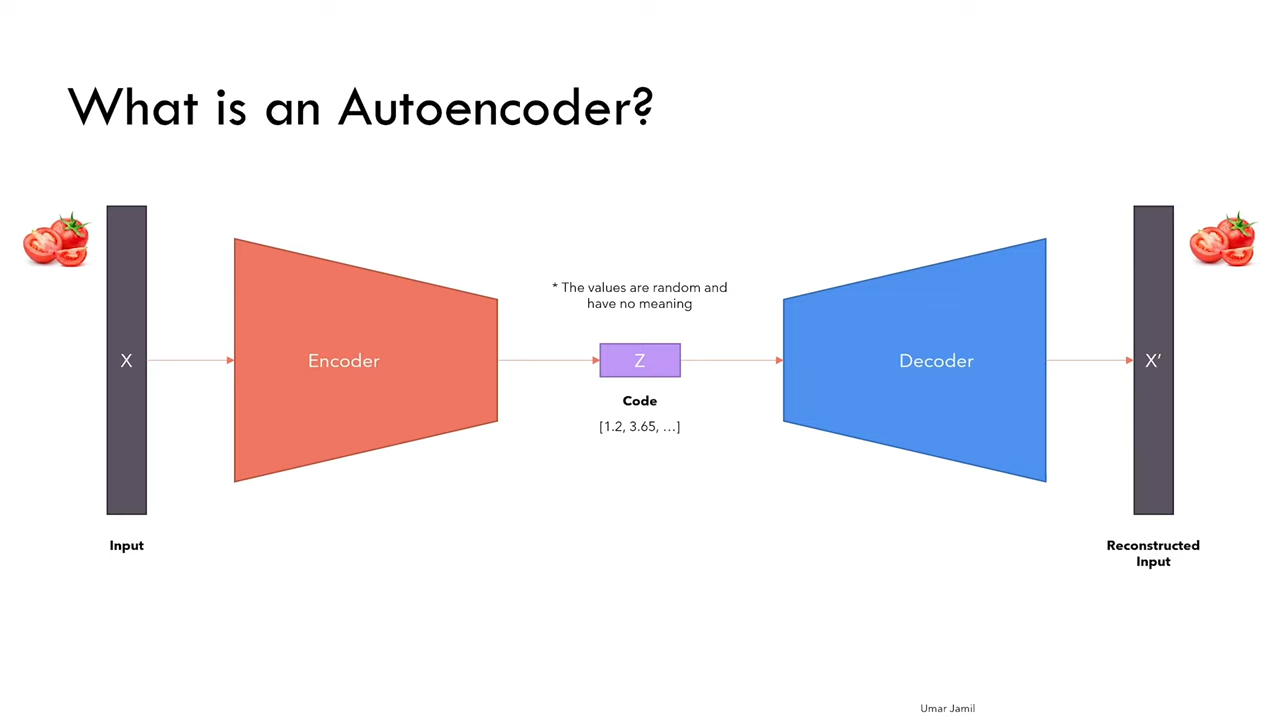 What is an Autoencoder?
* The values are random and
have no meaning
X
Encoder
Z
Decoder
X′
Code
[1.2, 3.65, …]
Input
Reconstructed
Input
Umar Jamil